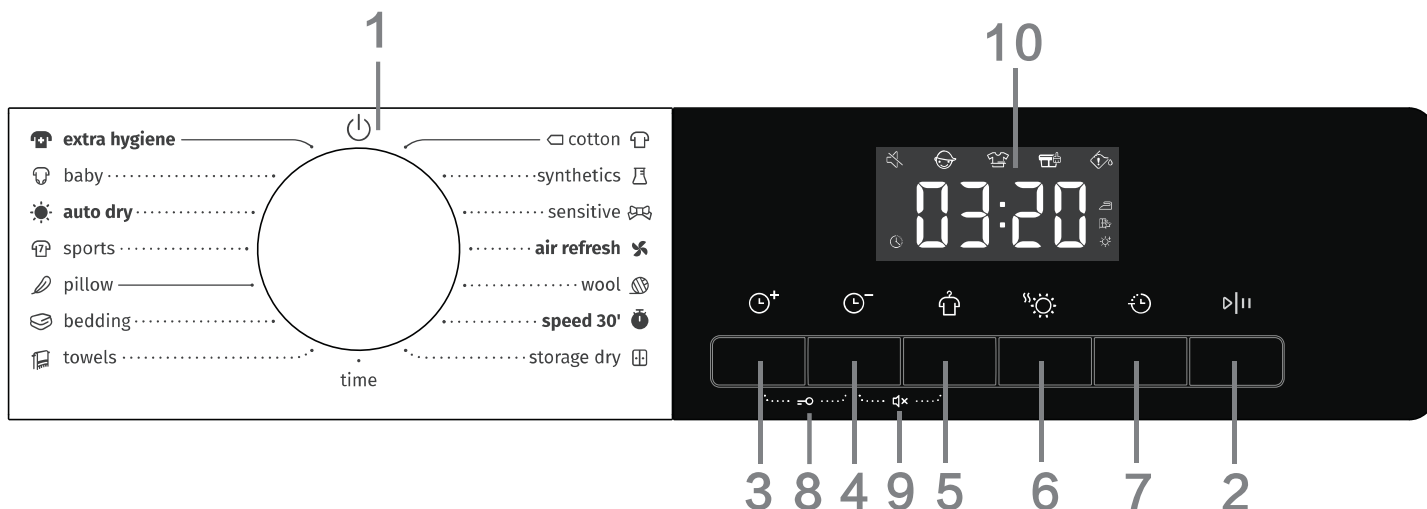 1
10
extra hygiene
cotton
baby
synthetics
auto dry
sensitive
sports
air refresh
pillow
wool
bedding
speed 30'
towels
storage dry
time
03:20
3
8
4
9
5
6
7
2